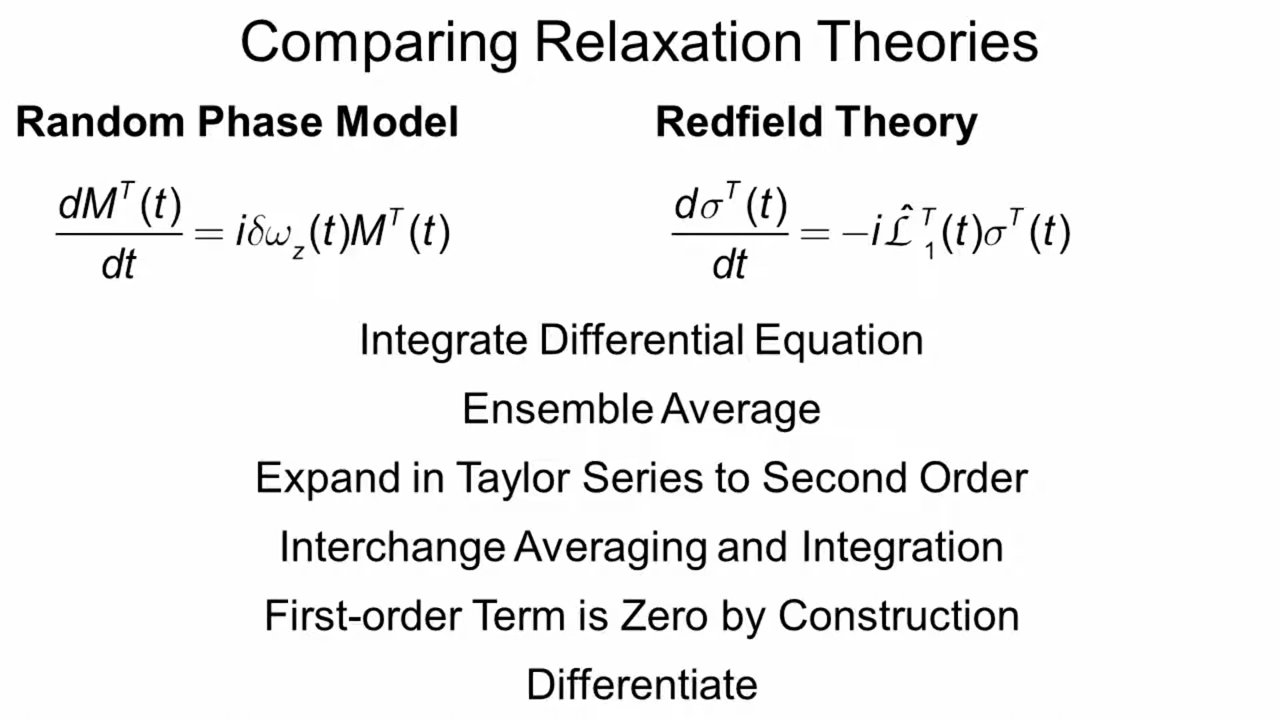 Comparing Relaxation Theories
Random Phase Model
Redfield Theory
dM^T(t)/dt = iδω_z(t)M^T(t)
dσ^T(t)/dt = −iℒ̂_1^T(t)σ^T(t)
Integrate Differential Equation
Ensemble Average
Expand in Taylor Series to Second Order
Interchange Averaging and Integration
First-order Term is Zero by Construction
Differentiate